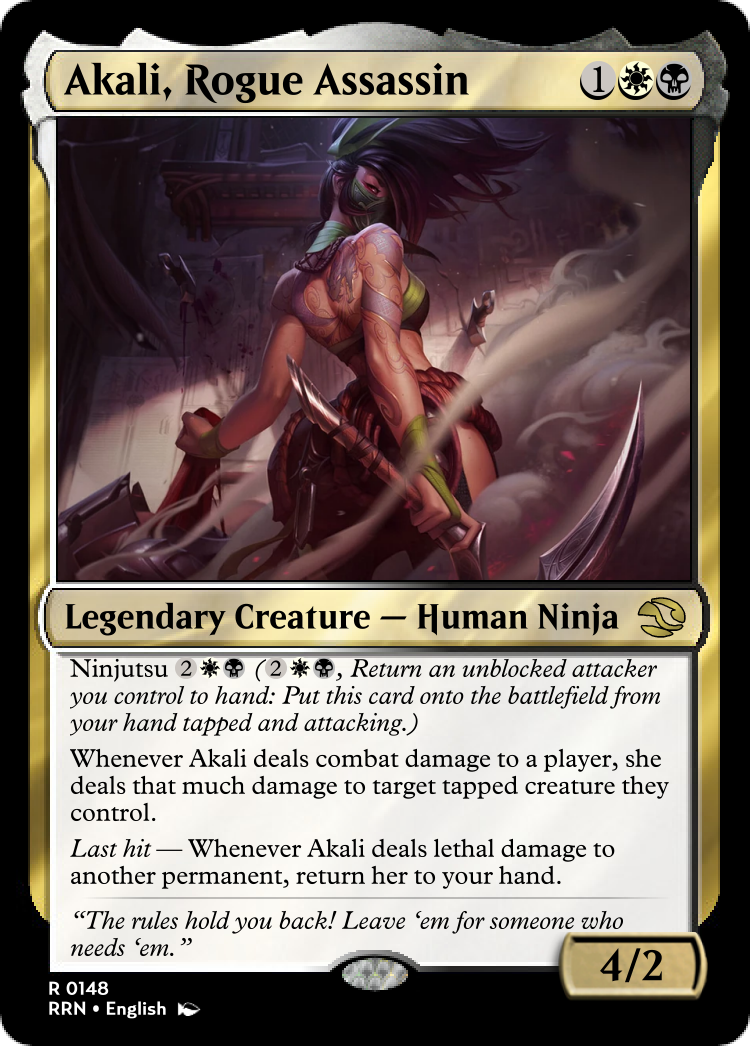 Akali, Rogue Assassin 1
Legendary Creature — Human Ninja
Ninjutsu 2 (2, Return an unblocked attacker
you control to hand: Put this card onto the battlefield from
your hand tapped and attacking.)
Whenever Akali deals combat damage to a player, she
deals that much damage to target tapped creature they
control.
Last hit — Whenever Akali deals lethal damage to
another permanent, return her to your hand.
“The rules hold you back! Leave ‘em for someone who
needs ‘em.”
4/2
R 0148
RRN • English